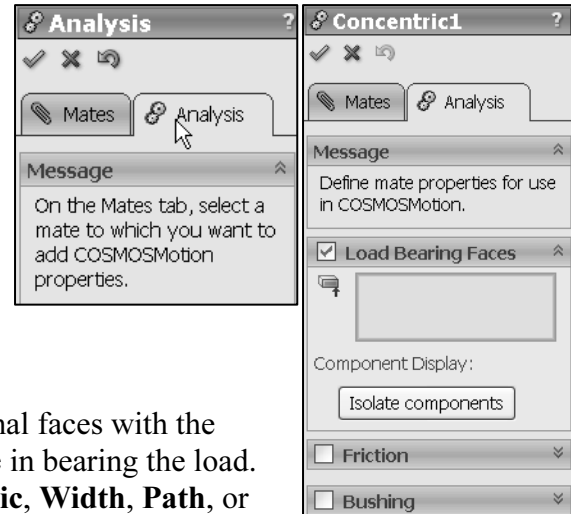 Analysis ?
Mates Analysis
Message
On the Mates tab, select a
mate to which you want to
add COSMOSMotion
properties.
Concentric1 ?
Mates Analysis
Message
Define mate properties for use
in COSMOSMotion.
Load Bearing Faces
Component Display:
Isolate components
Friction
Bushing
nal faces with the
in bearing the load.
ic, Width, Path, or